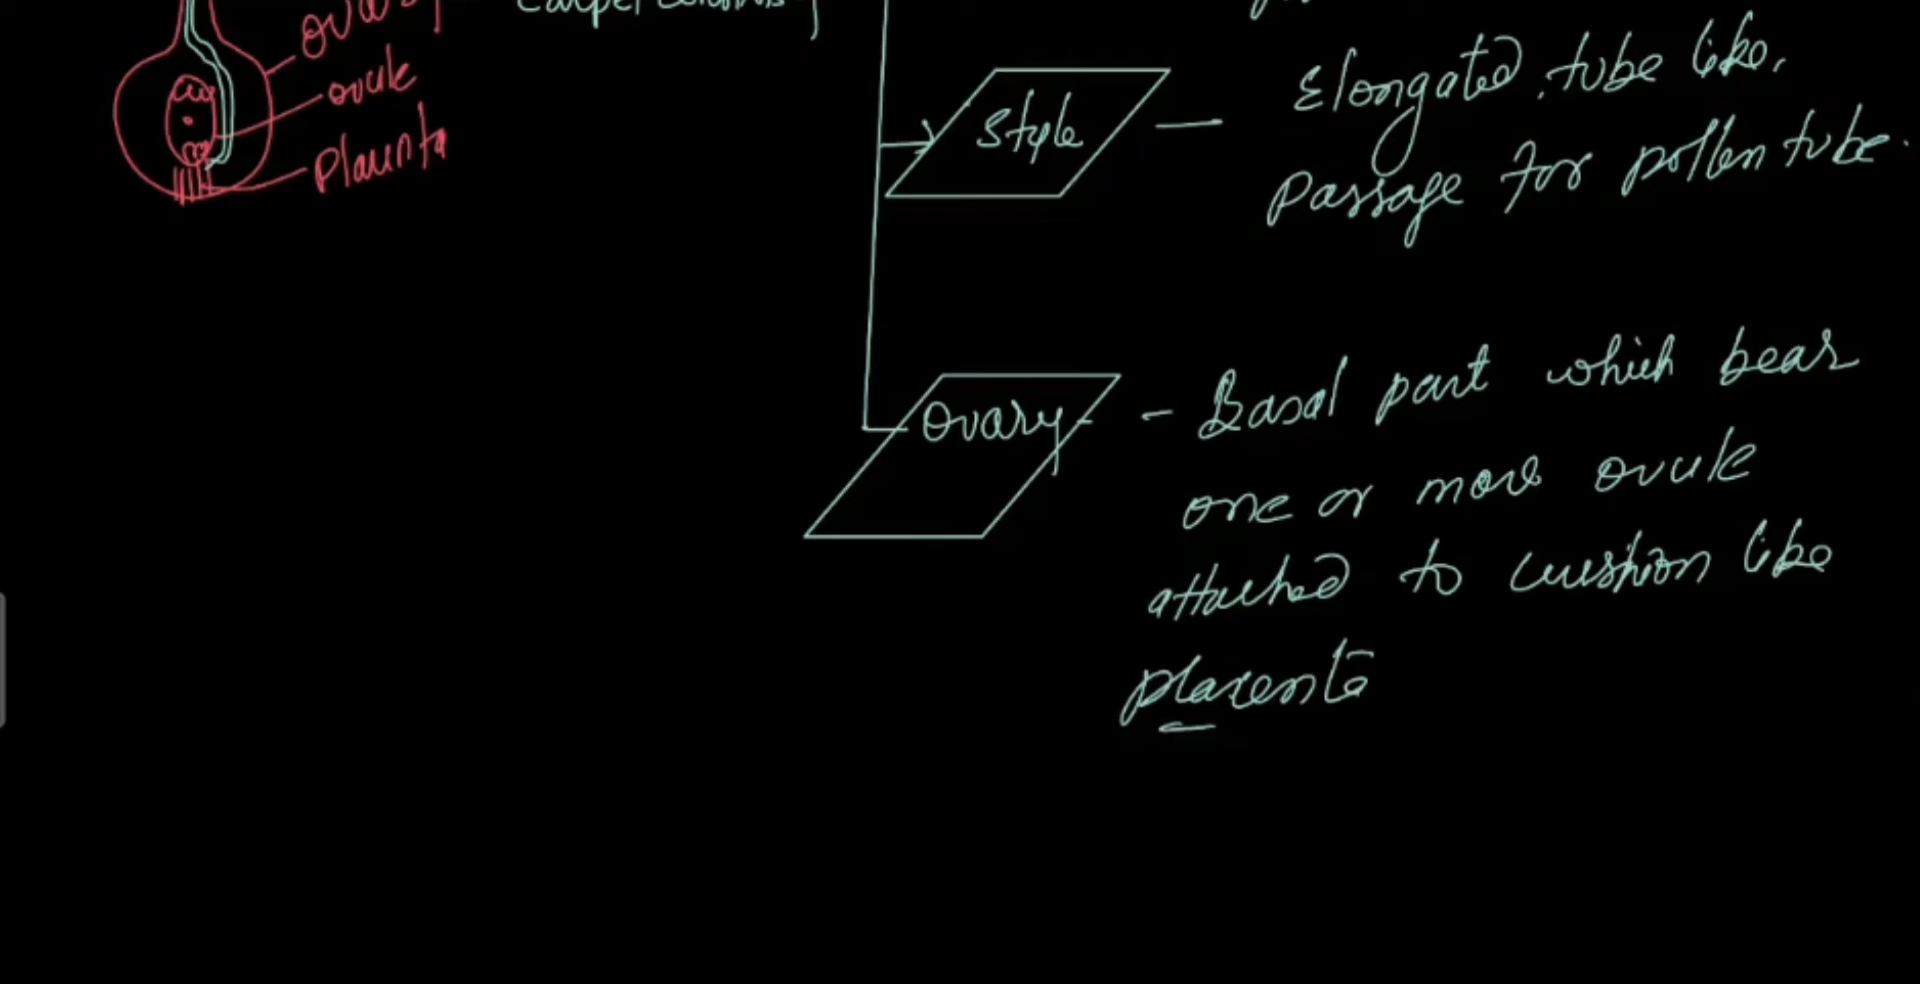 ovule
Placenta
Style — Elongated, tube like,
Passage for pollen tube.
Ovary - Basal part which bear
one or more ovule
attached to cushion like
placenta